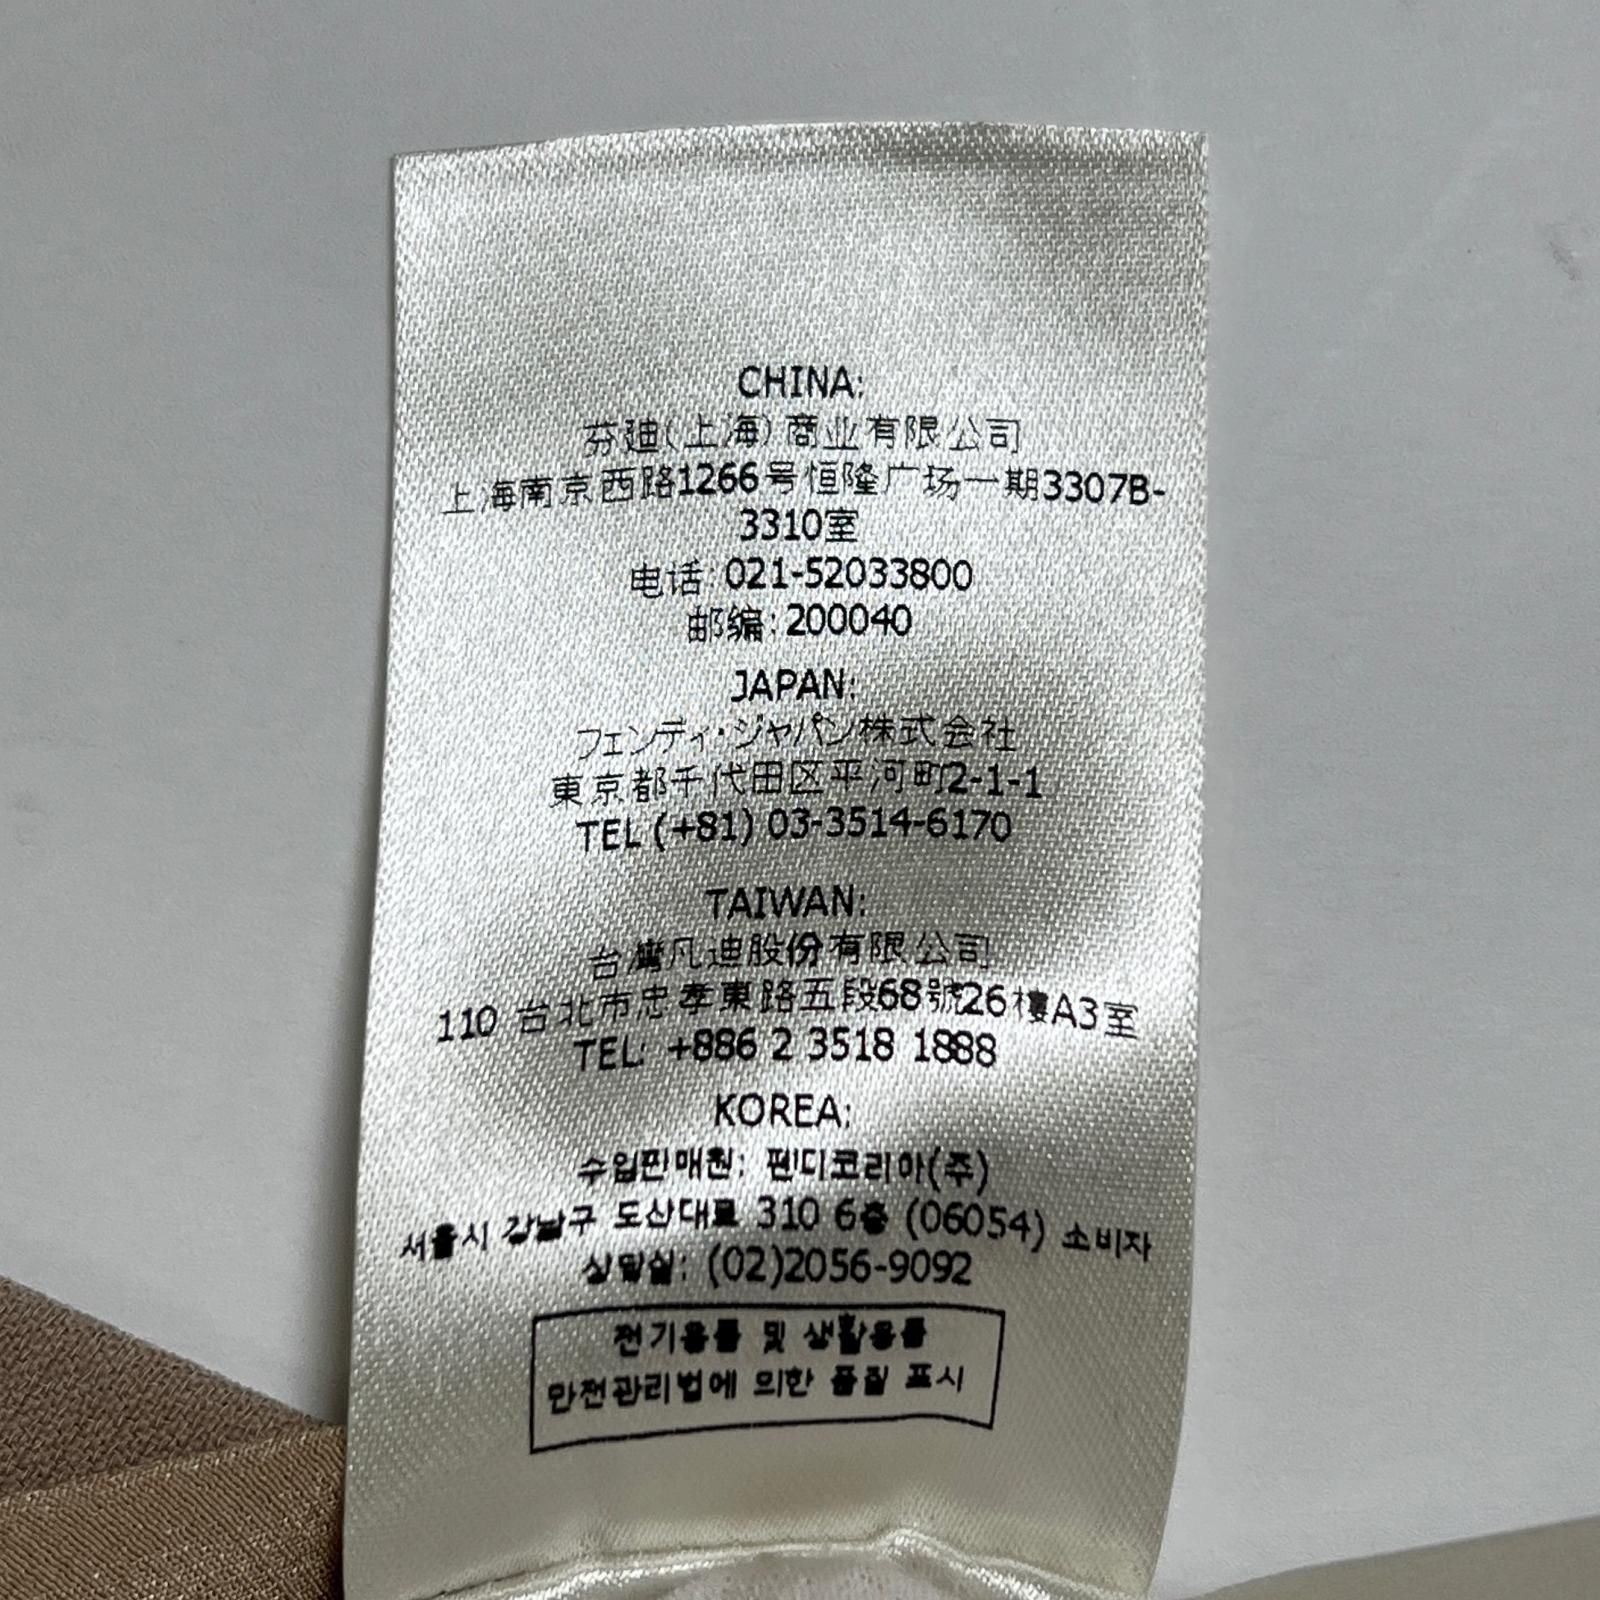 CHINA:
芬迪(上海)商业有限公司
上海南京西路1266号恒隆广场一期3307B-
3310室
电话: 021-52033800
邮编: 200040
JAPAN:
フェンディ・ジャパン株式会社
東京都千代田区平河町2-1-1
TEL (+81) 03-3514-6170
TAIWAN:
台灣凡迪股份有限公司
110 台北市忠孝東路五段68號26樓A3室
TEL: +886 2 3518 1888
KOREA:
수입판매원: 펜디코리아(주)
서울시 강남구 도산대로 310 6층 (06054) 소비자
상담실: (02)2056-9092
전기용품 및 생활용품
안전관리법에 의한 품질 표시